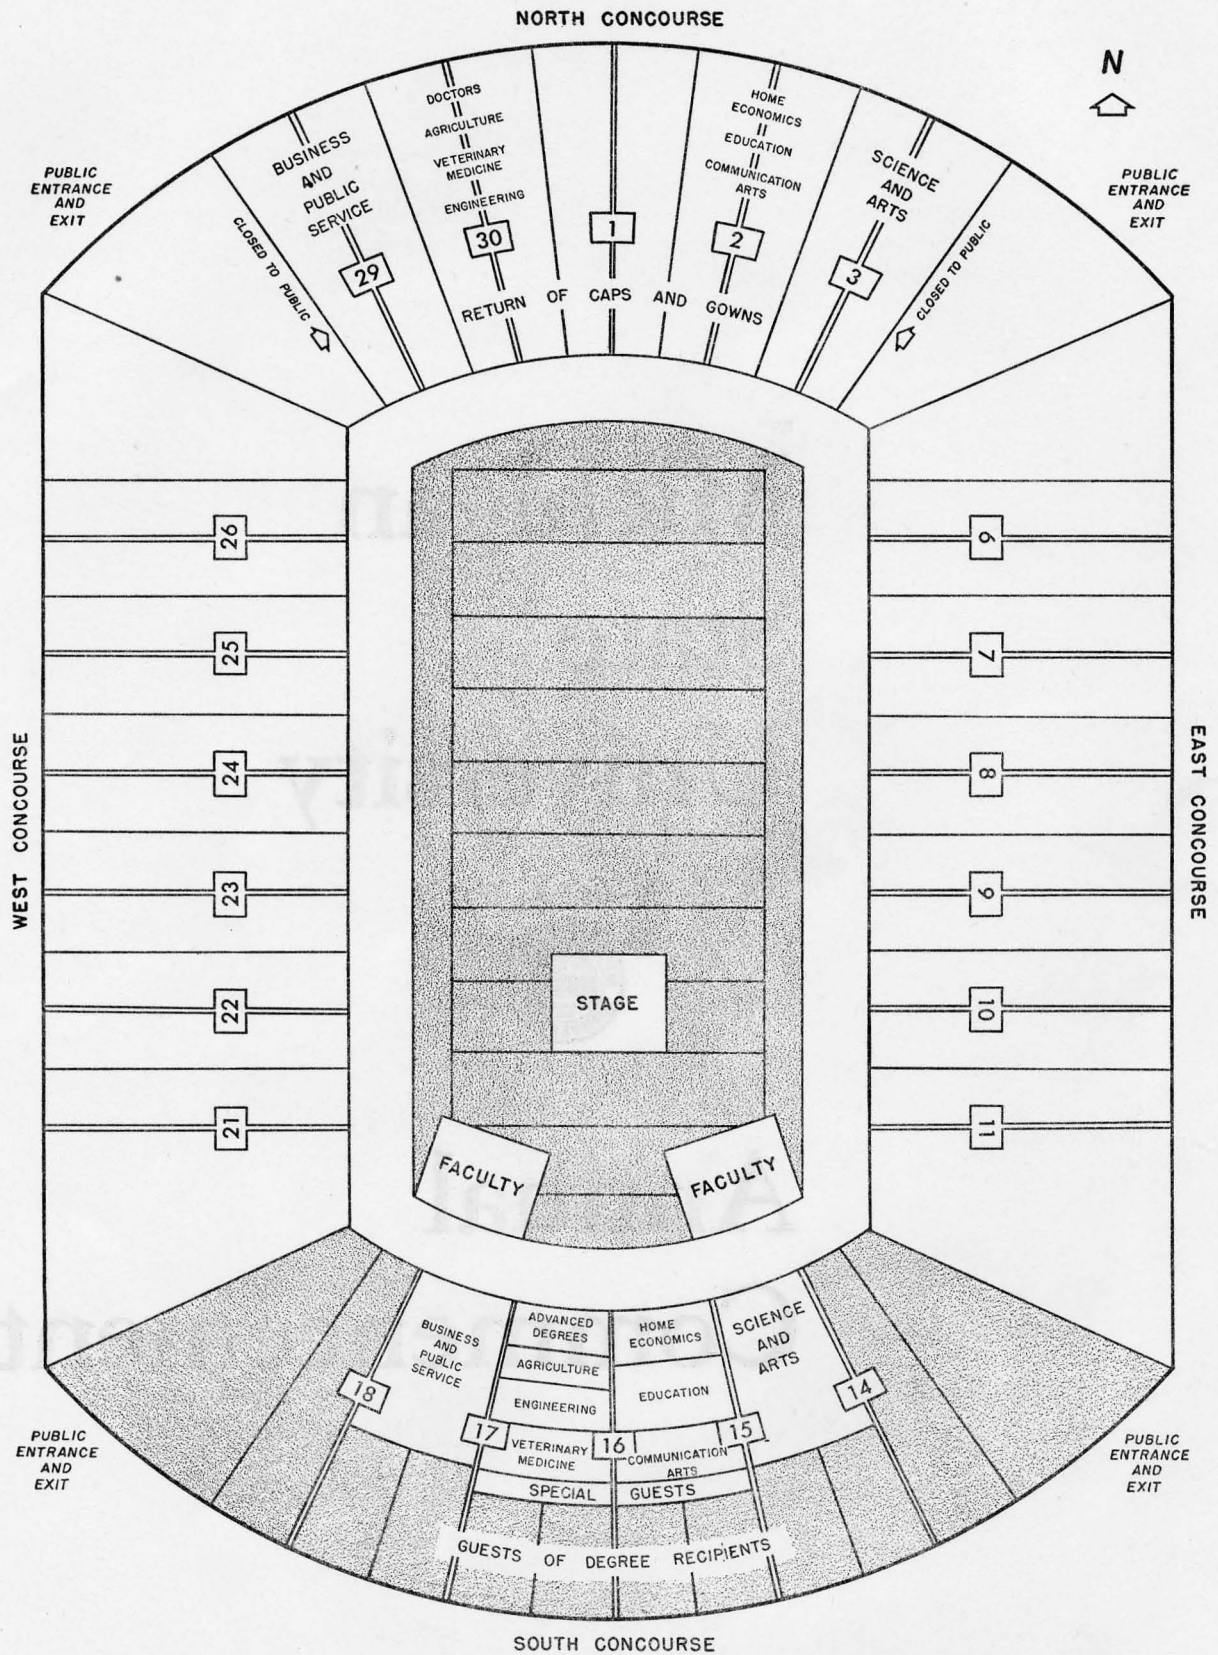 NORTH CONCOURSE
N
PUBLIC
ENTRANCE
AND
EXIT
BUSINESS
AND
PUBLIC
SERVICE
29
CLOSED TO PUBLIC
DOCTORS
AGRICULTURE
VETERINARY
MEDICINE
ENGINEERING
30
1
HOME
ECONOMICS
EDUCATION
COMMUNICATION
ARTS
2
SCIENCE
AND
ARTS
3
CLOSED TO PUBLIC
PUBLIC
ENTRANCE
AND
EXIT
RETURN OF CAPS AND GOWNS
26
25
24
23
22
21
WEST CONCOURSE
6
7
8
9
10
11
EAST CONCOURSE
STAGE
FACULTY
FACULTY
BUSINESS
AND
PUBLIC
SERVICE
18
ADVANCED
DEGREES
AGRICULTURE
ENGINEERING
17
VETERINARY
MEDICINE
16
HOME
ECONOMICS
EDUCATION
COMMUNICATION
ARTS
15
SCIENCE
AND
ARTS
14
SPECIAL GUESTS
GUESTS OF DEGREE RECIPIENTS
PUBLIC
ENTRANCE
AND
EXIT
PUBLIC
ENTRANCE
AND
EXIT
SOUTH CONCOURSE